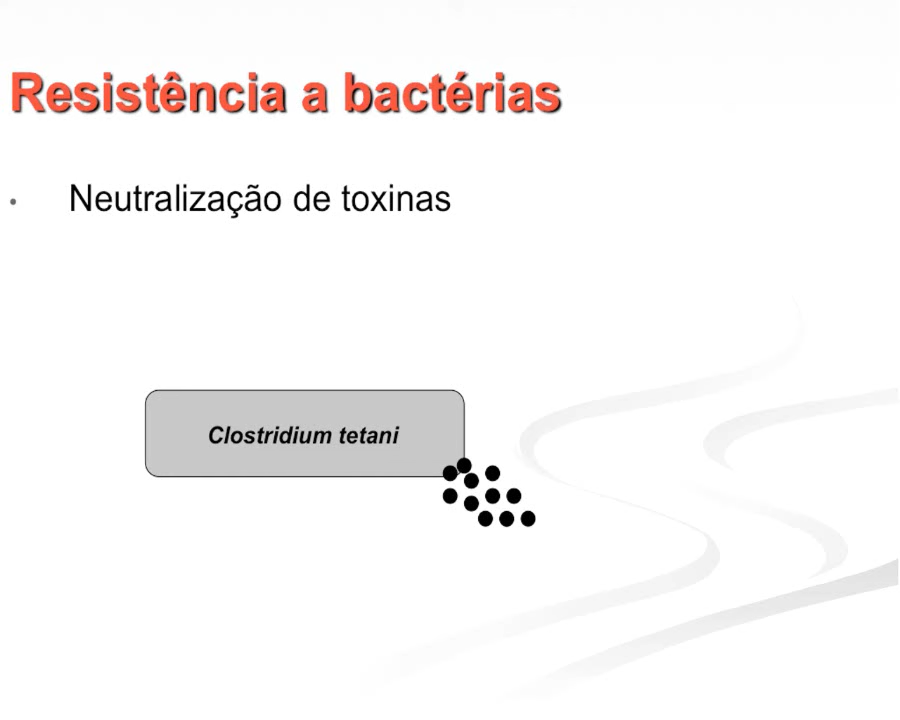 Resistência a bactérias
• Neutralização de toxinas
Clostridium tetani